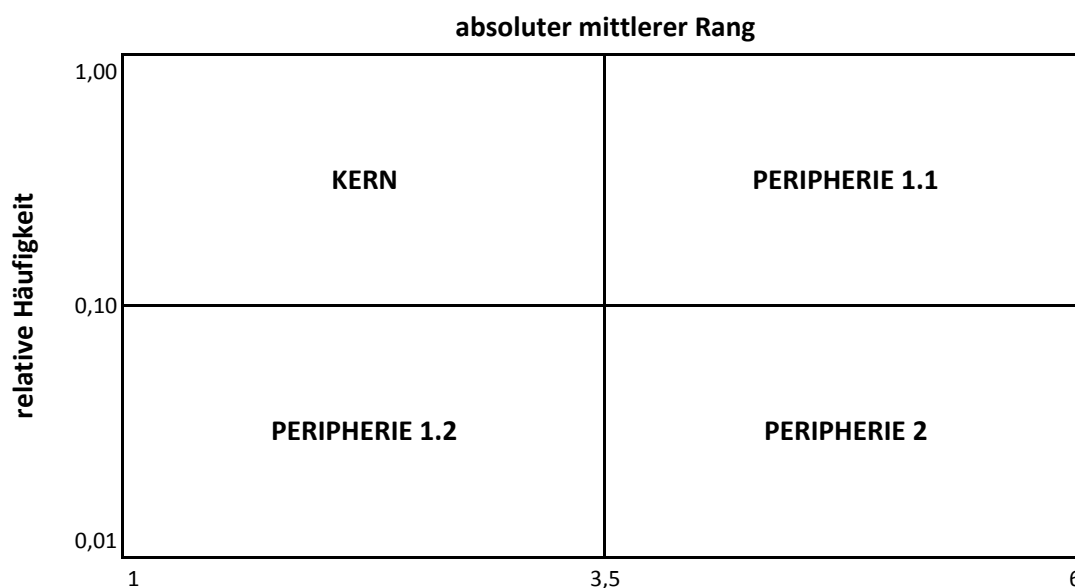 absoluter mittlerer Rang
1,00
KERN
PERIPHERIE 1.1
relative Häufigkeit
0,10
PERIPHERIE 1.2
PERIPHERIE 2
0,01
1
3,5
6